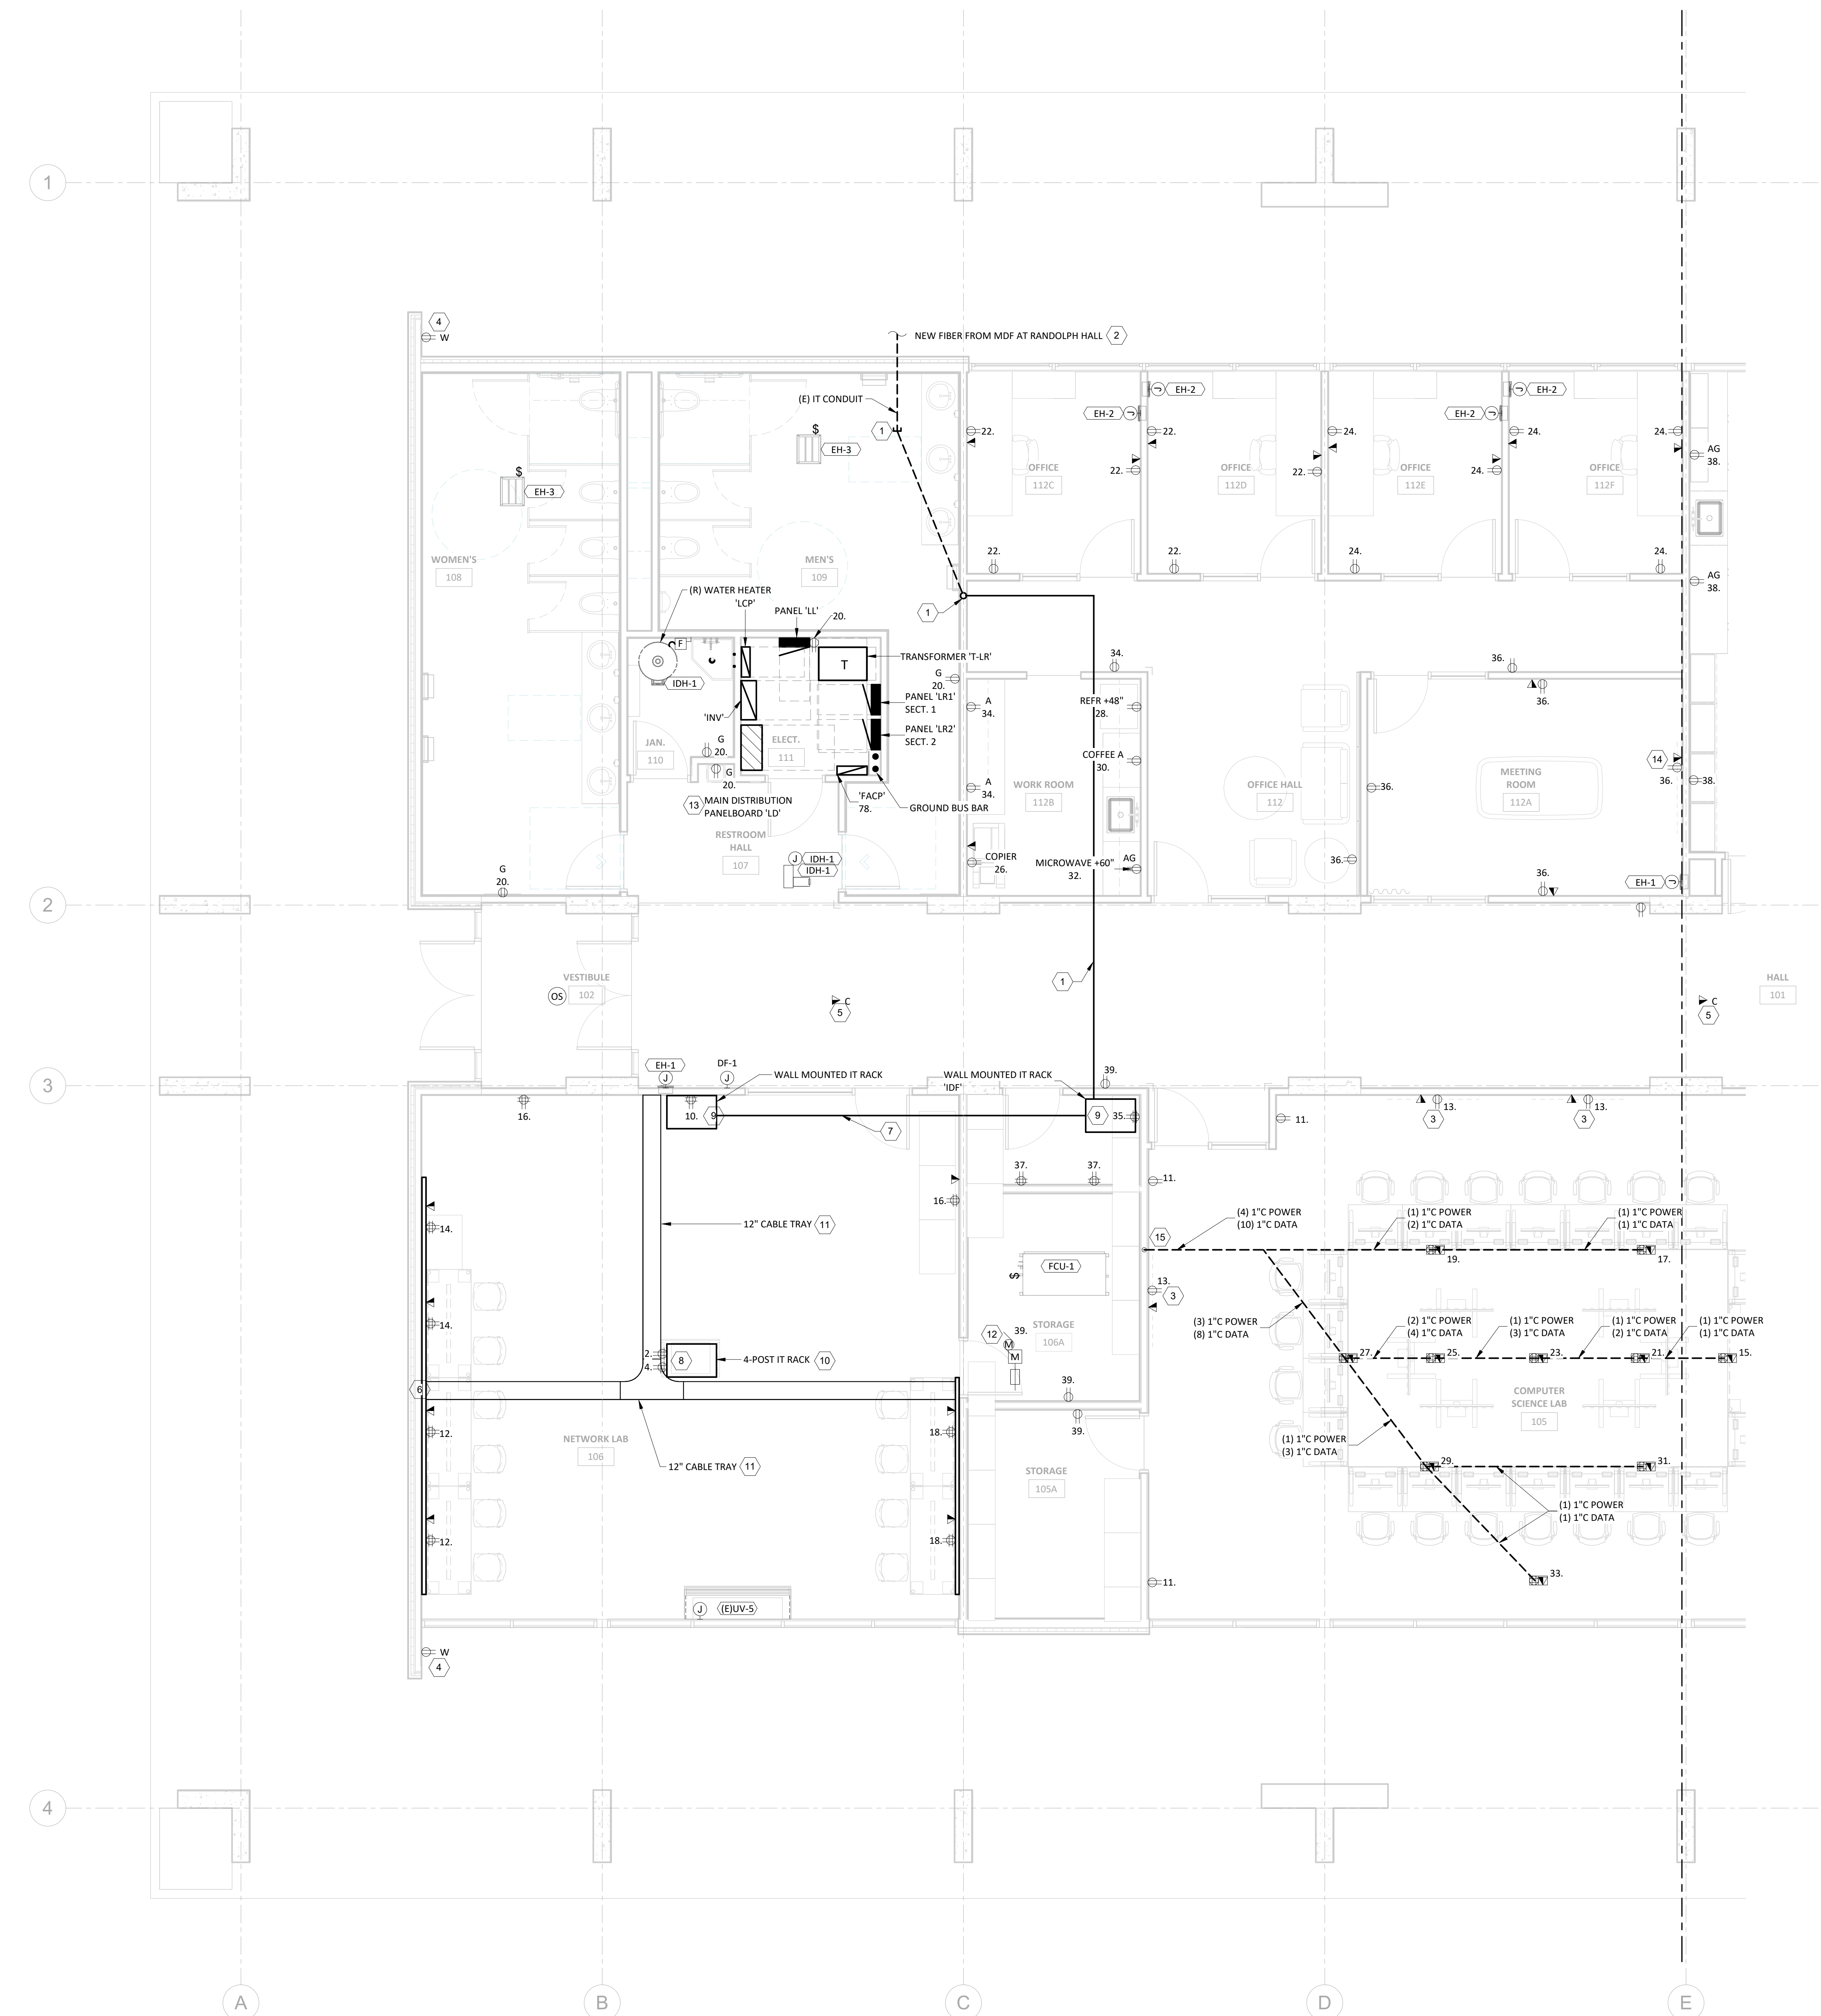 1
4
W
NEW FIBER FROM MDF AT RANDOLPH HALL 2
(E) IT CONDUIT
1
$
EH-3
$
EH-3
EH-2 J
J EH-2
EH-2 J
J EH-2
22.
22.
22.
22.
24.
24.
24.
24.
AG
38.
OFFICE
112C
OFFICE
112D
OFFICE
112E
OFFICE
112F
WOMEN'S
108
MEN'S
109
22.
22.
24.
24.
AG
38.
(R) WATER HEATER
'LCP'
PANEL 'LL'
20.
1
F
T
TRANSFORMER 'T-LR'
IDH-1
G
20.
PANEL 'LR1'
SECT. 1
PANEL 'LR2'
SECT. 2
'INV'
JAN.
110
ELECT.
111
G
20.
G
20.
13
MAIN DISTRIBUTION
PANELBOARD 'LD'
'FACP'
78.
GROUND BUS BAR
RESTROOM
HALL
107
J IDH-1
IDH-1
G
20.
34.
A
34.
REFR +48"
28.
COFFEE A
30.
A
34.
WORK ROOM
112B
COPIER
26.
MICROWAVE +60"
32.
AG
OFFICE HALL
112
36.
36.
36.
36.
MEETING
ROOM
112A
14
36.
38.
36.
EH-1 J
2
VESTIBULE
102
OS
C
5
1
C
5
HALL
101
3
EH-1
J
DF-1
J
WALL MOUNTED IT RACK
WALL MOUNTED IT RACK
'IDF'
39.
16.
10.
9
7
9
35.
11.
13.
3
13.
3
37.
37.
11.
16.
14.
12" CABLE TRAY 11
15
(4) 1"C POWER
(10) 1"C DATA
(1) 1"C POWER
(2) 1"C DATA
(1) 1"C POWER
(1) 1"C DATA
19.
17.
FCU-1
$
13.
3
14.
12
39.
M
M
STORAGE
106A
(3) 1"C POWER
(8) 1"C DATA
(2) 1"C POWER
(4) 1"C DATA
(1) 1"C POWER
(3) 1"C DATA
(1) 1"C POWER
(2) 1"C DATA
(1) 1"C POWER
(1) 1"C DATA
2.
4.
8
4-POST IT RACK 10
27.
25.
23.
21.
15.
6
39.
COMPUTER
SCIENCE LAB
105
12.
NETWORK LAB
106
18.
39.
(1) 1"C POWER
(3) 1"C DATA
12" CABLE TRAY 11
STORAGE
105A
29.
31.
(1) 1"C POWER
(1) 1"C DATA
12.
18.
11.
33.
J
(E)UV-5
W
4
4
A
B
C
D
E